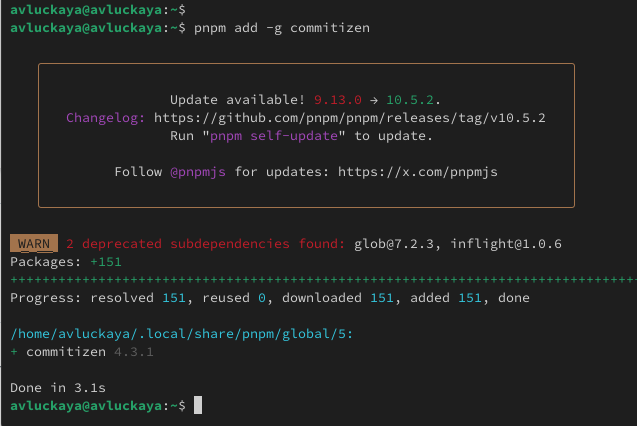 avluckaya@avluckaya:~$
avluckaya@avluckaya:~$ pnpm add -g commitizen
Update available! 9.13.0 → 10.5.2.
Changelog: https://github.com/pnpm/pnpm/releases/tag/v10.5.2
Run "pnpm self-update" to update.
Follow @pnpmjs for updates: https://x.com/pnpmjs
WARN 2 deprecated subdependencies found: glob@7.2.3, inflight@1.0.6
Packages: +151
++++++++++++++++++++++++++++++++++++++++++++++++++++++++++++++++++++++++++++++
Progress: resolved 151, reused 0, downloaded 151, added 151, done
/home/avluckaya/.local/share/pnpm/global/5:
+ commitizen 4.3.1
Done in 3.1s
avluckaya@avluckaya:~$